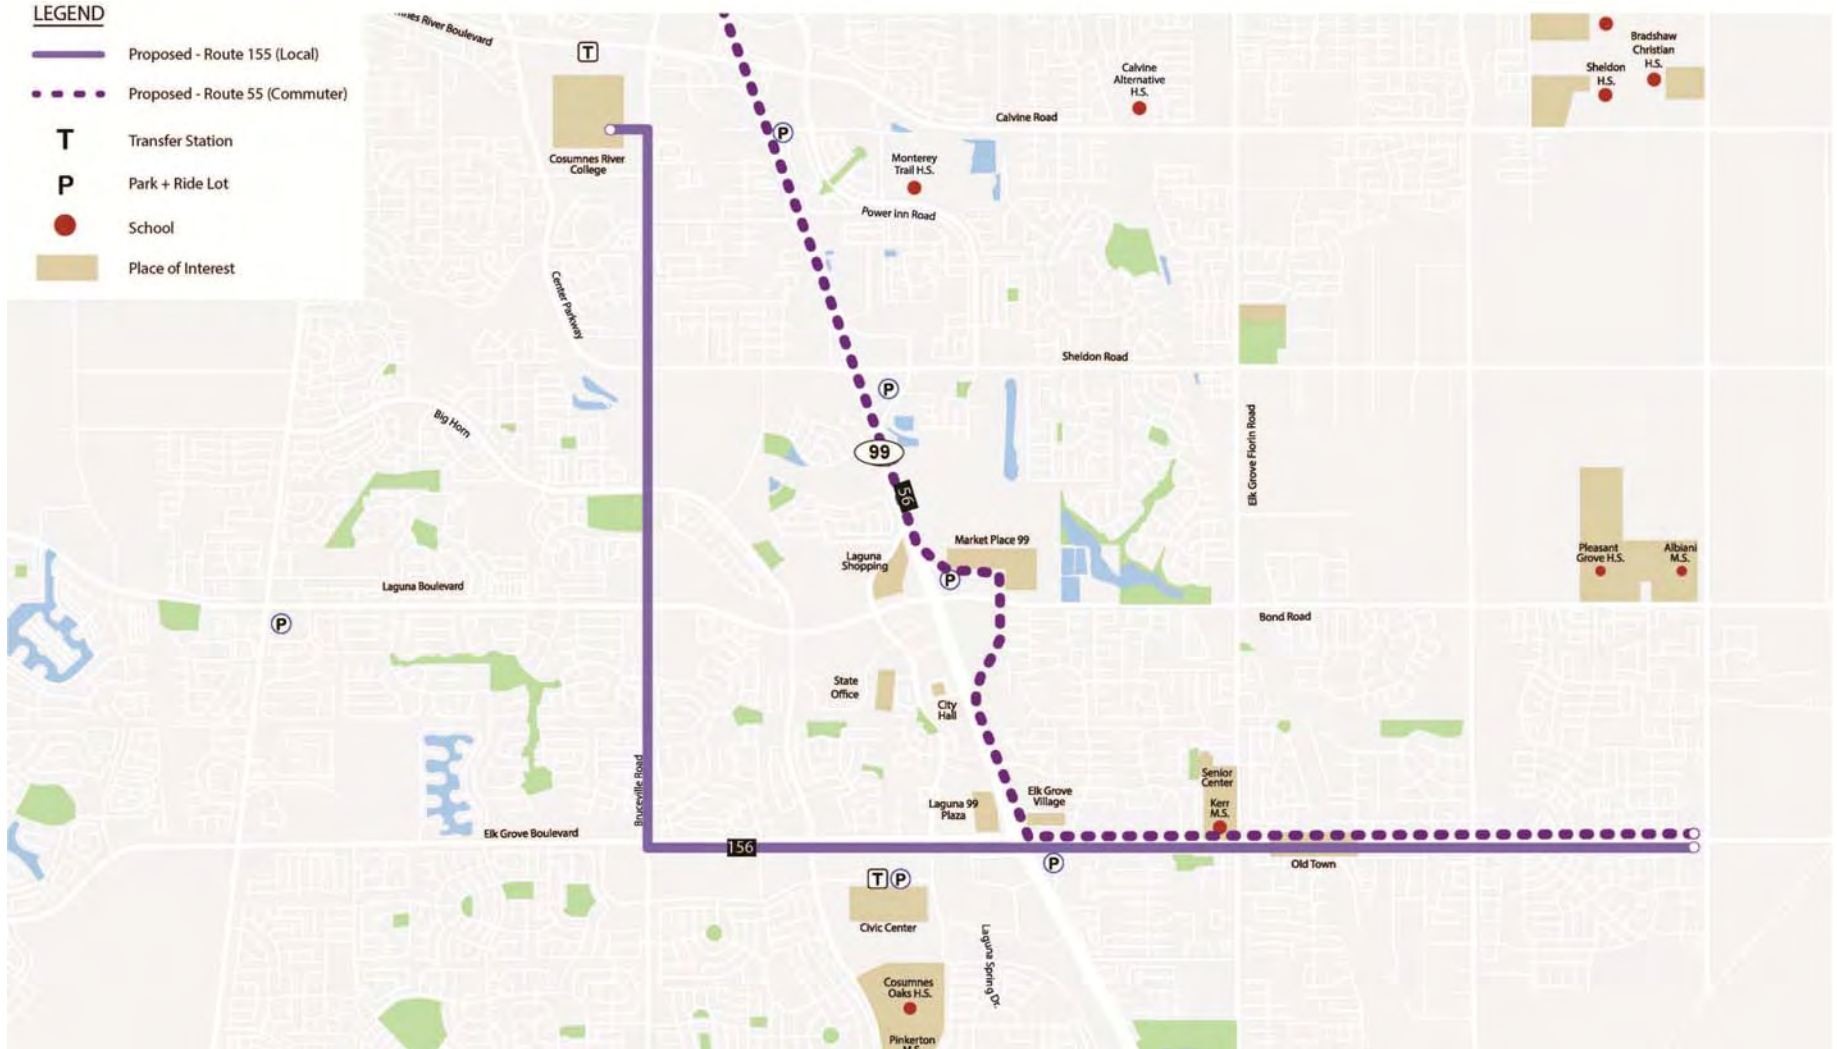 LEGEND
Proposed - Route 155 (Local)
Proposed - Route 55 (Commuter)
T
Transfer Station
P
Park + Ride Lot
School
Place of Interest
River Boulevard
T
Cosumnes River
College
P
Calvine
Alternative
H.S.
Calvine Road
Monterey
Trail H.S.
Power Inn Road
Bradshaw
Christian
H.S.
Sheldon
H.S.
Center Parkway
Sheldon Road
P
Big Horn
99
56
Elk Grove Florin Road
Market Place 99
Laguna
Shopping
P
Pleasant
Grove H.S.
Albiani
M.S.
Laguna Boulevard
P
Bond Road
State
Office
City
Hall
Bruceville Road
Senior
Center
Kerr
M.S.
Elk Grove
Village
Laguna 99
Plaza
Elk Grove Boulevard
156
P
Old Town
T P
Civic Center
Laguna Spring Dr.
Cosumnes
Oaks H.S.
Pinkerton
M.S.